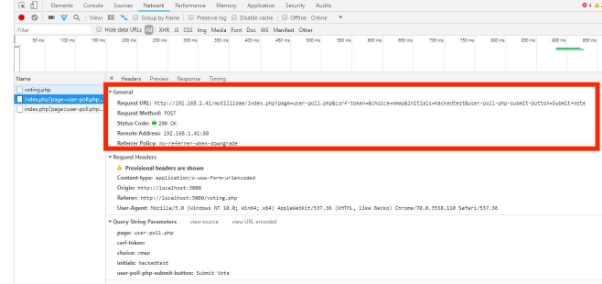 Elements Console Sources Network Performance Memory Application Security Audits
View: Group by frame Preserve log Disable cache Offline Online
Filter Hide data URLs All XHR JS CSS Img Media Font Doc WS Manifest Other
50 ms 100 ms 150 ms 200 ms 250 ms 300 ms 350 ms 400 ms 450 ms 500 ms 550 ms 600 ms 650 ms 700 ms 750 ms 800 ms 850 ms 900 ms 950 ms
Name × Headers Preview Response Timing
voting.php
index.php?page=user-poll.php...
index.php?page=user-poll.php...
General
Request URL: http://192.168.1.41/mutillidae/index.php?page=user-poll.php&csrf-token=&choice=nmap&initials=hackedtest&user-poll-php-submit-button=Submit+Vote
Request Method: POST
Status Code: 200 OK
Remote Address: 192.168.1.41:80
Referrer Policy: no-referrer-when-downgrade
Request Headers
Provisional headers are shown
Content-type: application/x-www-form-urlencoded
Origin: http://localhost:3000
Referer: http://localhost:3000/voting.php
User-Agent: Mozilla/5.0 (Windows NT 10.0; Win64; x64) AppleWebKit/537.36 (KHTML, like Gecko) Chrome/70.0.3538.110 Safari/537.36
Query String Parameters view source view URL encoded
page: user-poll.php
csrf-token:
choice: nmap
initials: hackedtest
user-poll-php-submit-button: Submit Vote